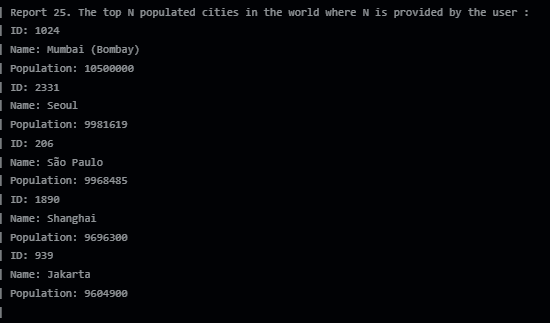 Report 25. The top N populated cities in the world where N is provided by the user :
ID: 1024
Name: Mumbai (Bombay)
Population: 10500000
ID: 2331
Name: Seoul
Population: 9981619
ID: 206
Name: São Paulo
Population: 9968485
ID: 1890
Name: Shanghai
Population: 9696300
ID: 939
Name: Jakarta
Population: 9604900